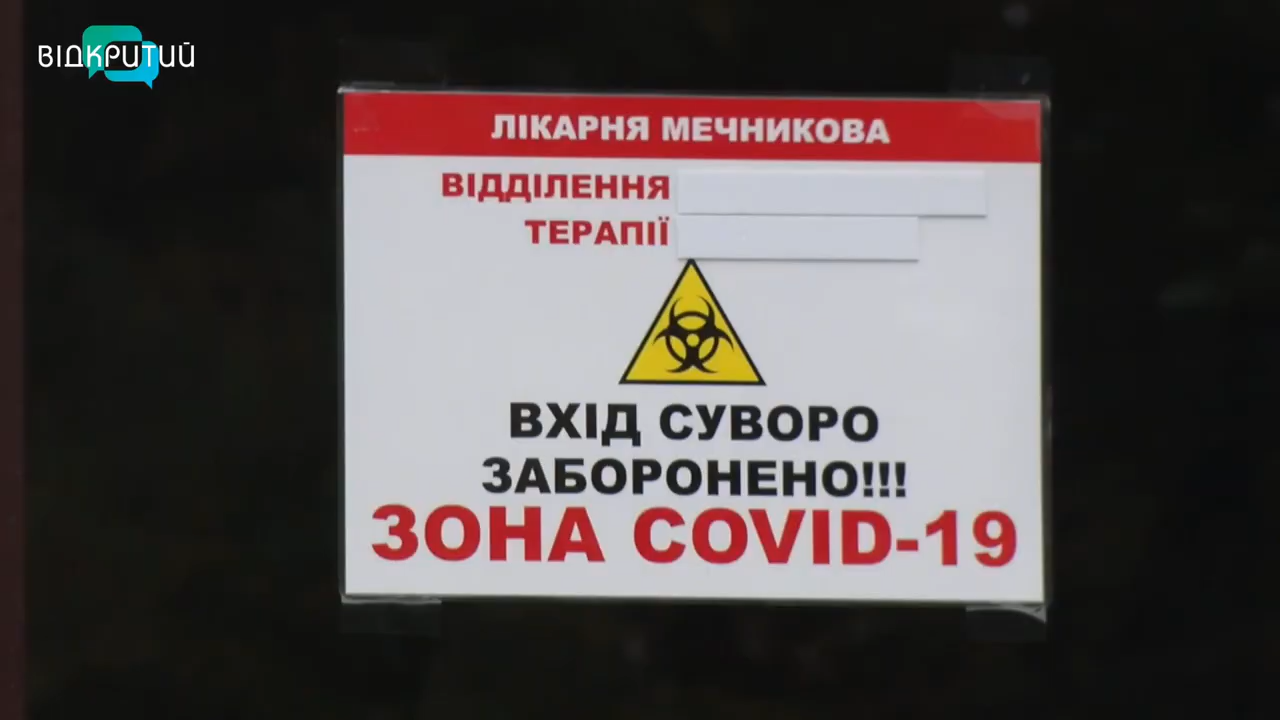 ВІДКРИТИЙ
ЛІКАРНЯ МЕЧНИКОВА
ВІДДІЛЕННЯ
ТЕРАПІЇ
ВХІД СУВОРО
ЗАБОРОНЕНО!!!
ЗОНА COVID-19